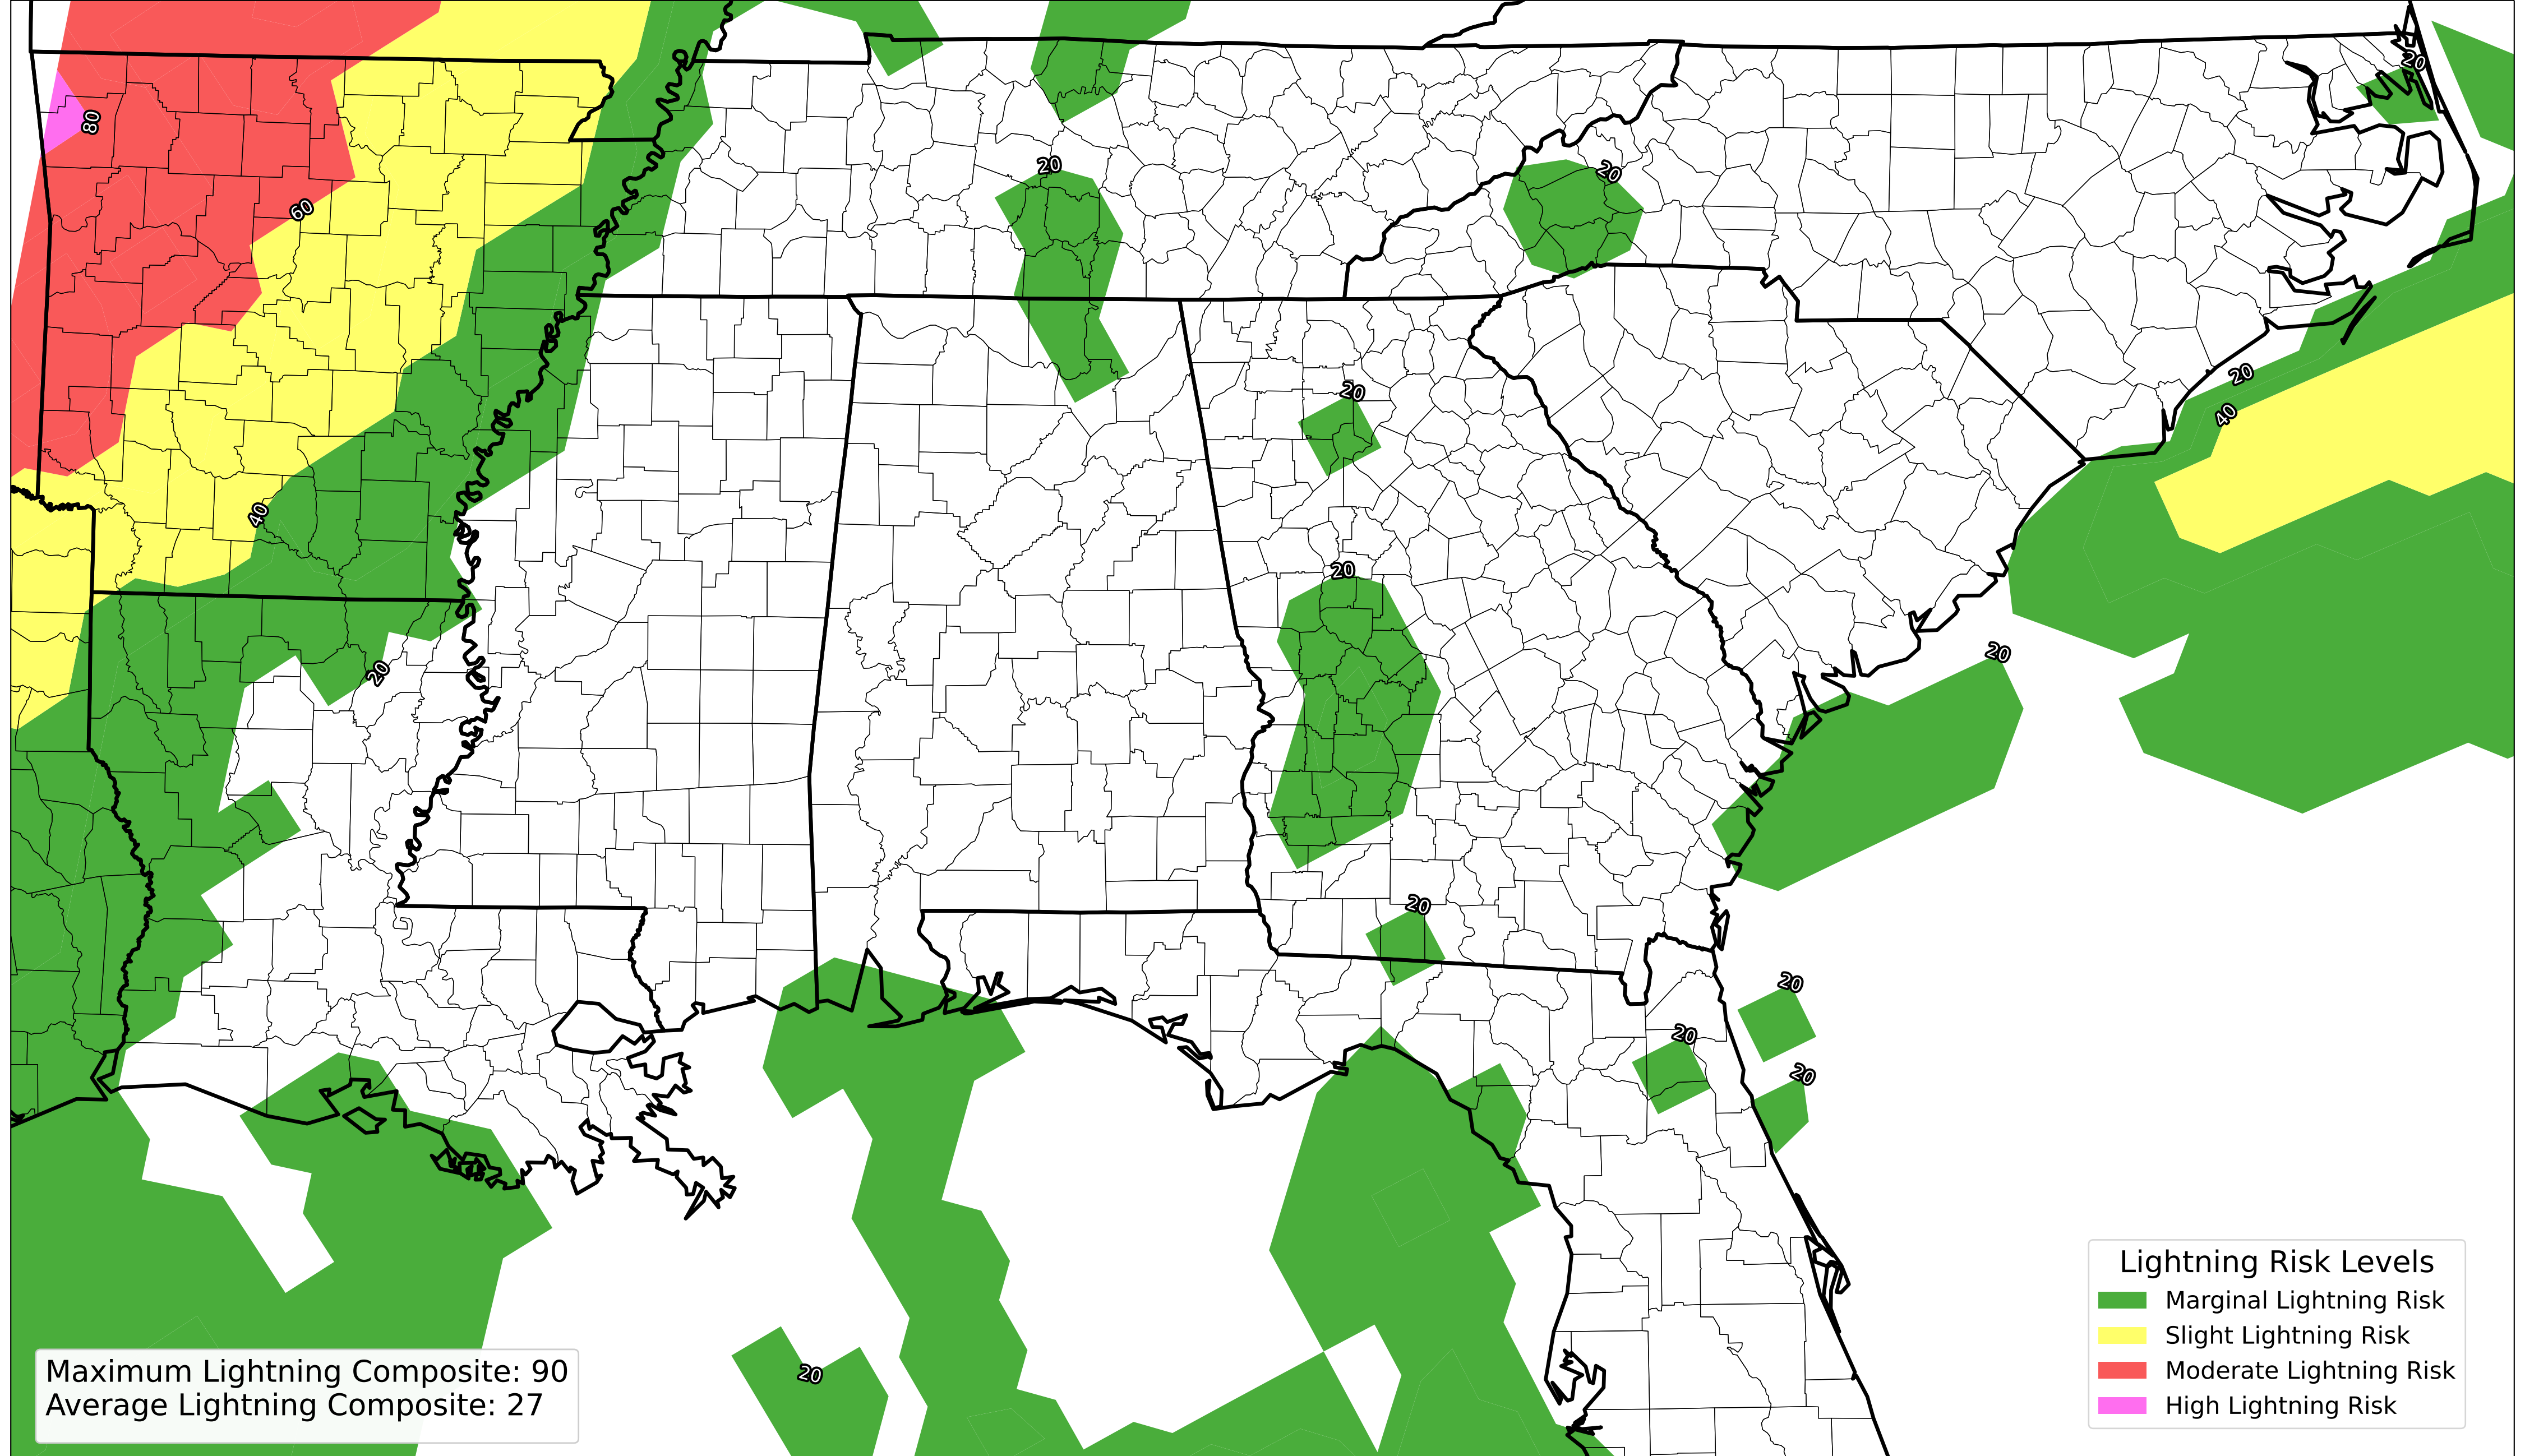 20
80
20
20
60
20
20
40
40
20
20
20
20
20
20
20
20
Lightning Risk Levels
Marginal Lightning Risk
Slight Lightning Risk
Moderate Lightning Risk
High Lightning Risk
Maximum Lightning Composite: 90
Average Lightning Composite: 27